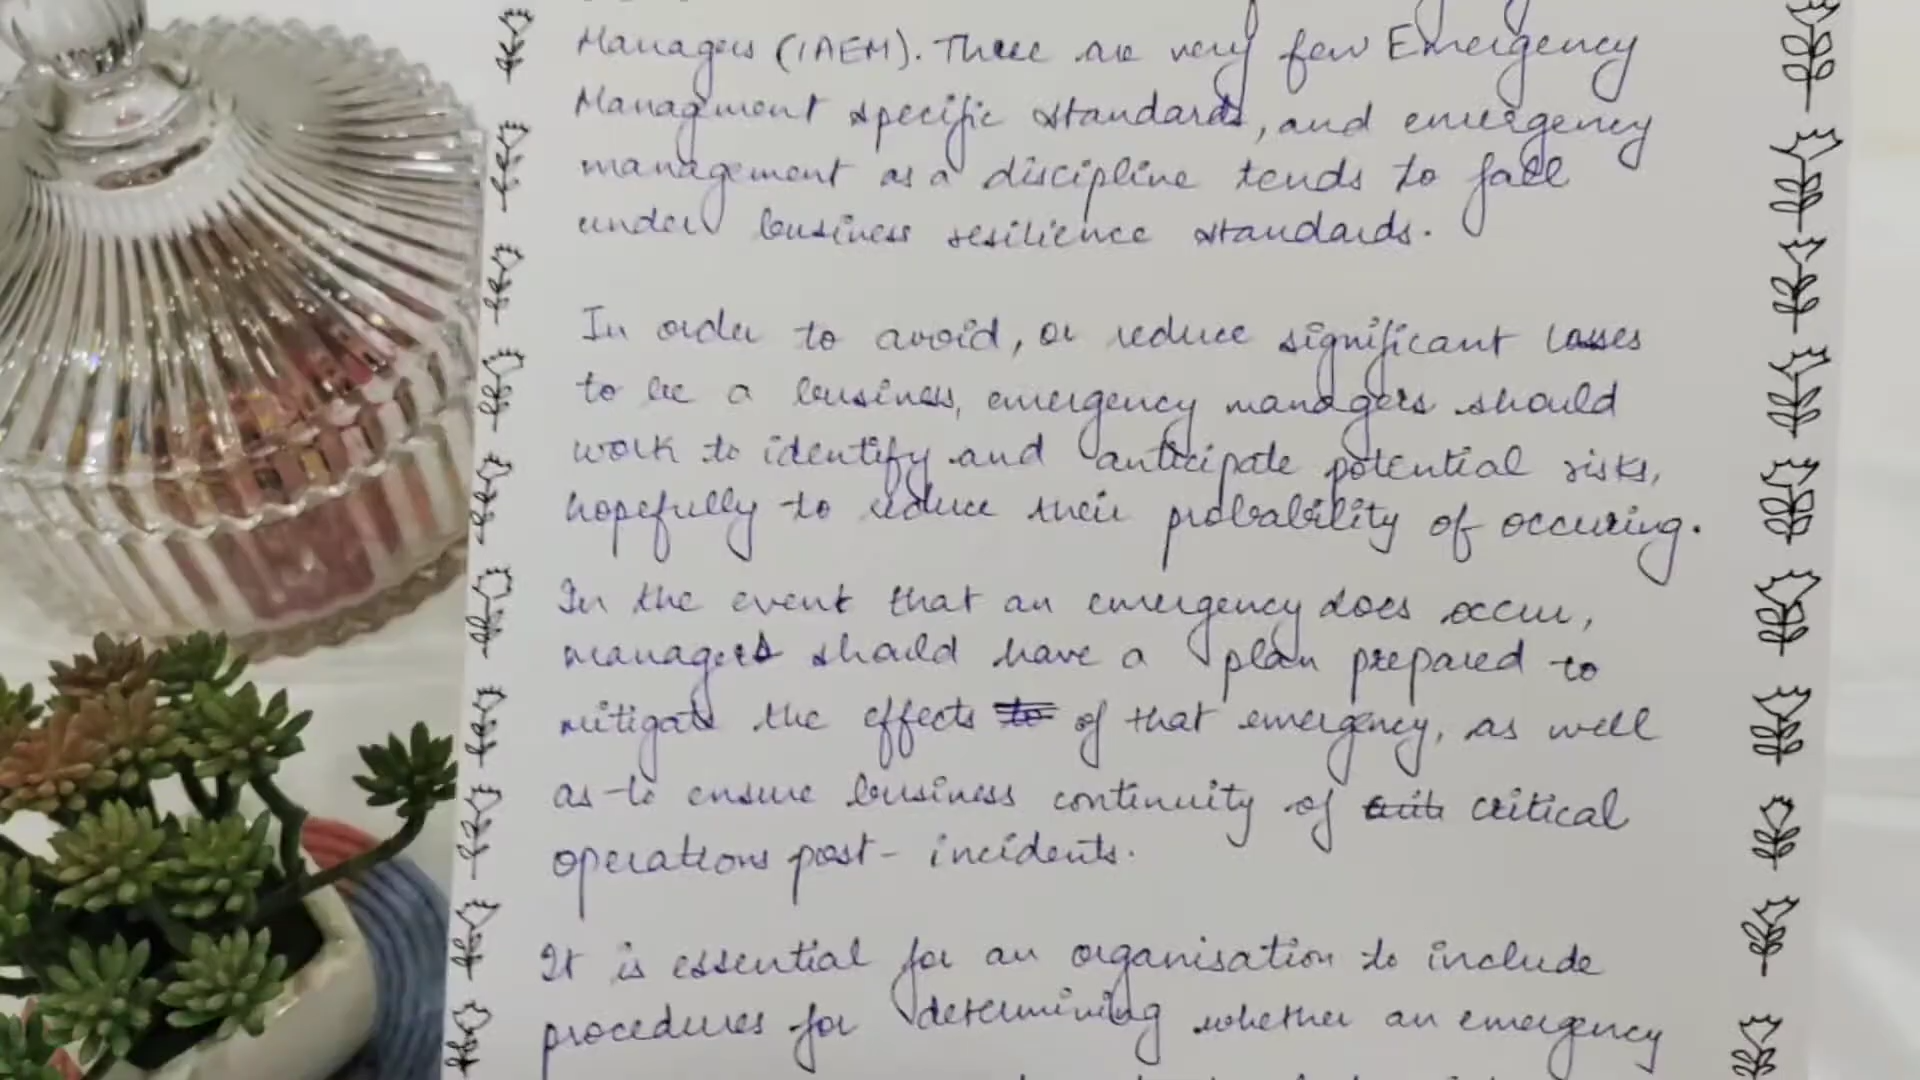 Managers (IAEM). There are very few Emergency
Managment specific standards, and emergency
management as a discipline tends to fall
under business resilience standards.
In order to avoid, or reduce significant losses
to be a business, emergency managers should
work to identify and anticipate potential risks,
hopefully to reduce their probability of occuring.
In the event that an emergency does occur,
managers should have a plan prepared to
mitigate the effects to of that emergency, as well
as to ensure business continuity of critical
operations post-incidents.
It is essential for an organisation to include
procedures for determining whether an emergency